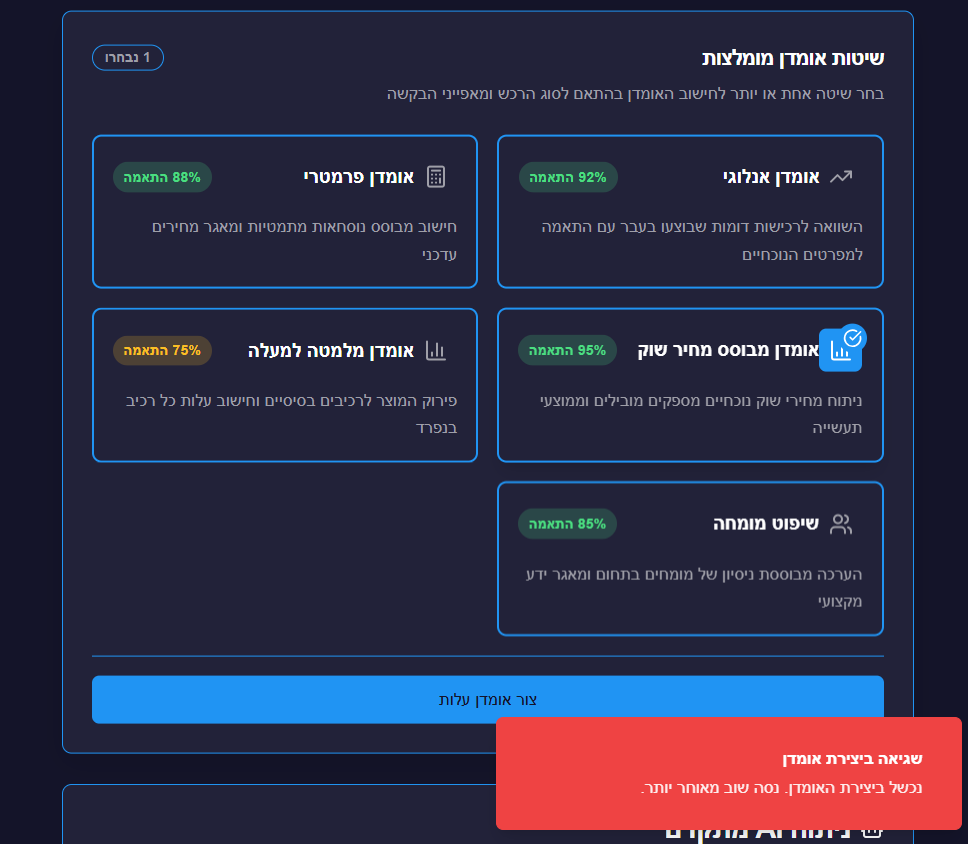 שיטות אומדן מומלצות
1 נבחרו
בחר שיטה אחת או יותר לחישוב האומדן בהתאם לסוג הרכש ומאפייני הבקשה
אומדן אנלוגי
92% התאמה
השוואה לרכישות דומות שבוצעו בעבר עם התאמה
למפרטים הנוכחיים
אומדן פרמטרי
88% התאמה
חישוב מבוסס נוסחאות מתמטיות ומאגר מחירים
עדכני
אומדן מבוסס מחיר שוק
95% התאמה
ניתוח מחירי שוק נוכחיים מספקים מובילים וממוצעי
תעשייה
אומדן מלמטה למעלה
75% התאמה
פירוק המוצר לרכיבים בסיסיים וחישוב עלות כל רכיב
בנפרד
שיפוט מומחה
85% התאמה
הערכה מבוססת ניסיון של מומחים בתחום ומאגר ידע
מקצועי
צור אומדן עלות
שגיאה ביצירת אומדן
נכשל ביצירת האומדן. נסה שוב מאוחר יותר.
ניתוח AI מתקדם